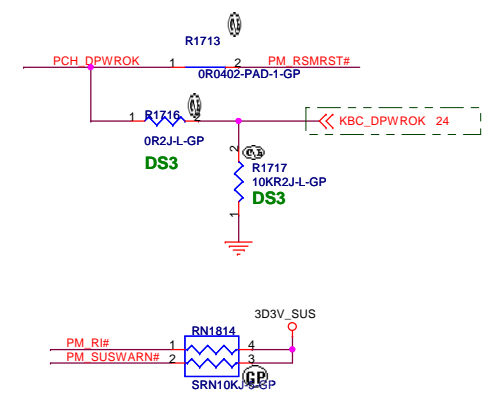 R1713
PCH_DPWROK 1 2 PM_RSMRST#
0R0402-PAD-1-GP
1 R1716 2
KBC_DPWROK 24
0R2J-L-GP
DS3
2
R1717
10KR2J-L-GP
DS3
1
3D3V_SUS
RN1814
PM_RI# 1 4
PM_SUSWARN# 2 3
GP